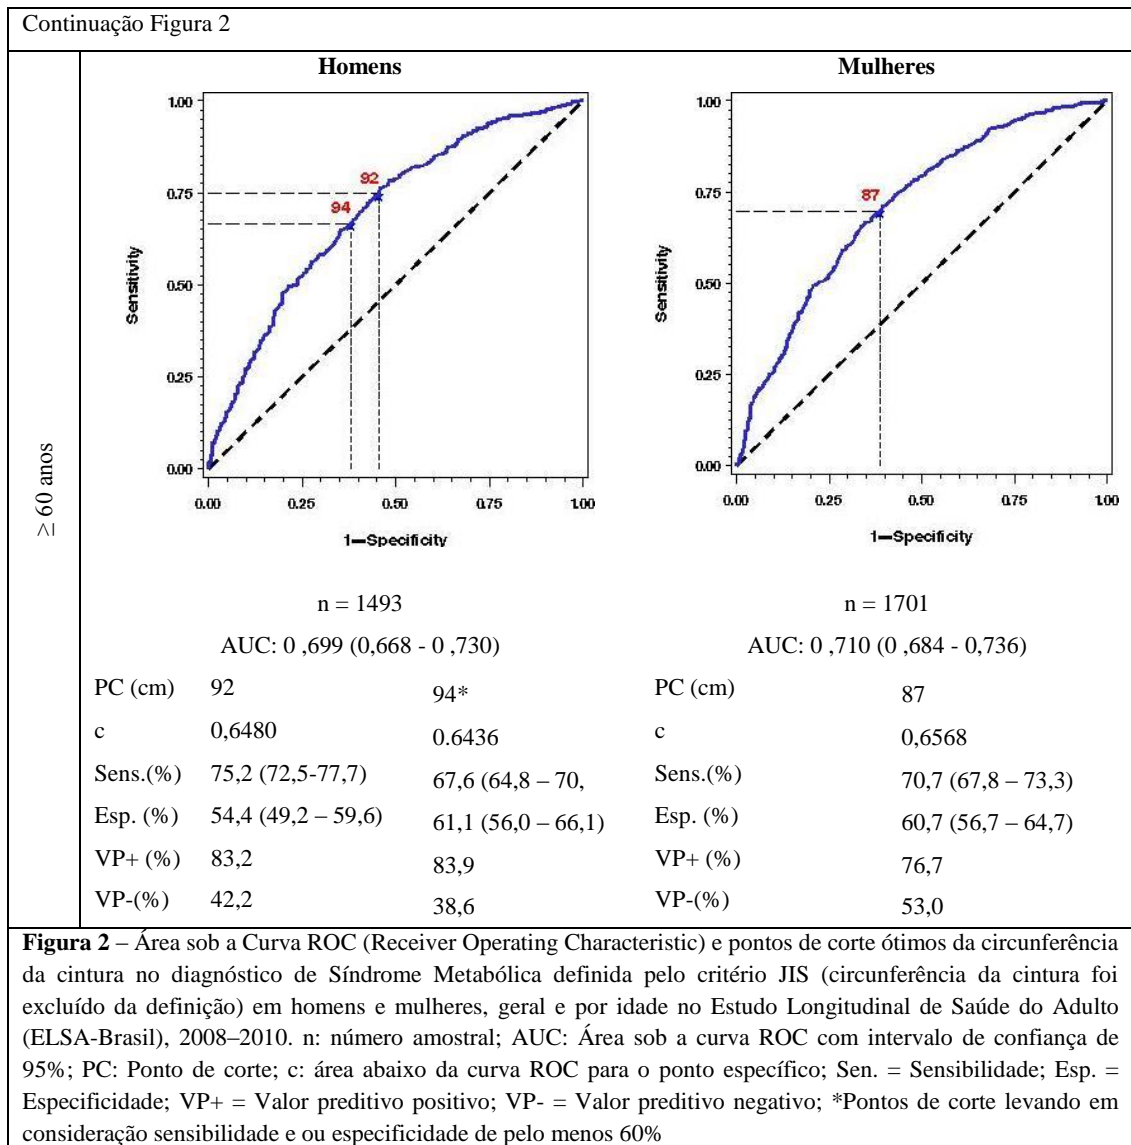 Continuação Figura 2
≥ 60 anos
Homens
1.00
0.75
0.50
0.25
0.00
Sensitivity
92
94
0.00 0.25 0.50 0.75 1.00
1-Specificity
n = 1493
AUC: 0 ,699 (0,668 - 0 ,730)
PC (cm) 92 94*
c 0,6480 0.6436
Sens.(%) 75,2 (72,5-77,7) 67,6 (64,8 – 70,
Esp. (%) 54,4 (49,2 – 59,6) 61,1 (56,0 – 66,1)
VP+ (%) 83,2 83,9
VP-(%) 42,2 38,6
Mulheres
1.00
0.75
0.50
0.25
0.00
Sensitivity
87
0.00 0.25 0.50 0.75 1.00
1-Specificity
n = 1701
AUC: 0 ,710 (0 ,684 - 0,736)
PC (cm) 87
c 0,6568
Sens.(%) 70,7 (67,8 – 73,3)
Esp. (%) 60,7 (56,7 – 64,7)
VP+ (%) 76,7
VP-(%) 53,0
Figura 2 – Área sob a Curva ROC (Receiver Operating Characteristic) e pontos de corte ótimos da circunferência
da cintura no diagnóstico de Síndrome Metabólica definida pelo critério JIS (circunferência da cintura foi
excluído da definição) em homens e mulheres, geral e por idade no Estudo Longitudinal de Saúde do Adulto
(ELSA-Brasil), 2008–2010. n: número amostral; AUC: Área sob a curva ROC com intervalo de confiança de
95%; PC: Ponto de corte; c: área abaixo da curva ROC para o ponto específico; Sen. = Sensibilidade; Esp. =
Especificidade; VP+ = Valor preditivo positivo; VP- = Valor preditivo negativo; *Pontos de corte levando em
consideração sensibilidade e ou especificidade de pelo menos 60%